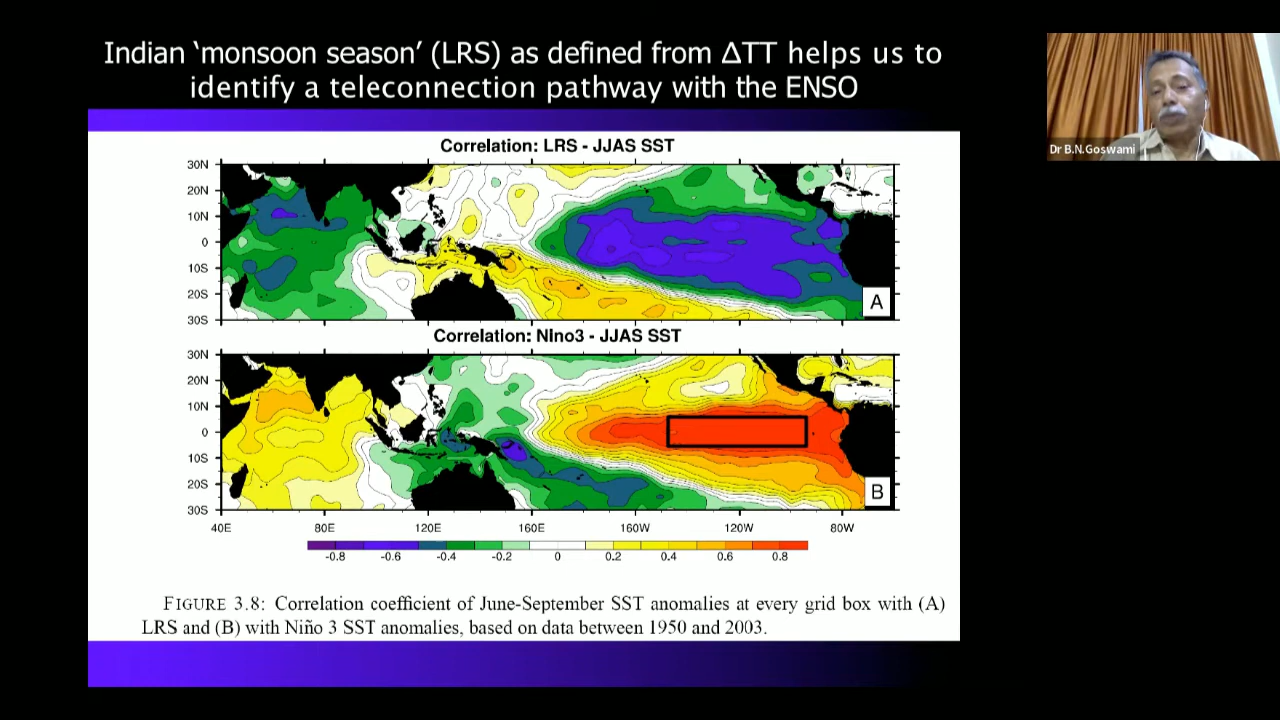 Indian ‘monsoon season’ (LRS) as defined from ΔTT helps us to
identify a teleconnection pathway with the ENSO
Dr B.N.Goswami
Correlation: LRS - JJAS SST
30N
20N
10N
0
10S
20S
30S
A
Correlation: NIno3 - JJAS SST
30N
20N
10N
0
10S
20S
30S
B
40E 80E 120E 160E 160W 120W 80W
-0.8 -0.6 -0.4 -0.2 0 0.2 0.4 0.6 0.8
FIGURE 3.8: Correlation coefficient of June-September SST anomalies at every grid box with (A)
LRS and (B) with Niño 3 SST anomalies, based on data between 1950 and 2003.